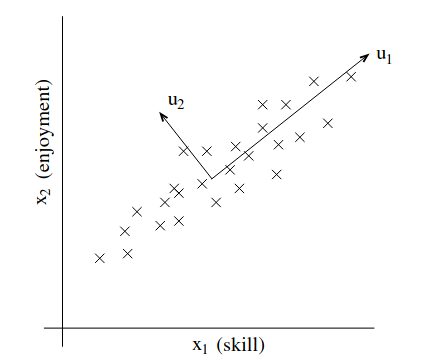 u₁
u₂
x₂ (enjoyment)
x₁ (skill)